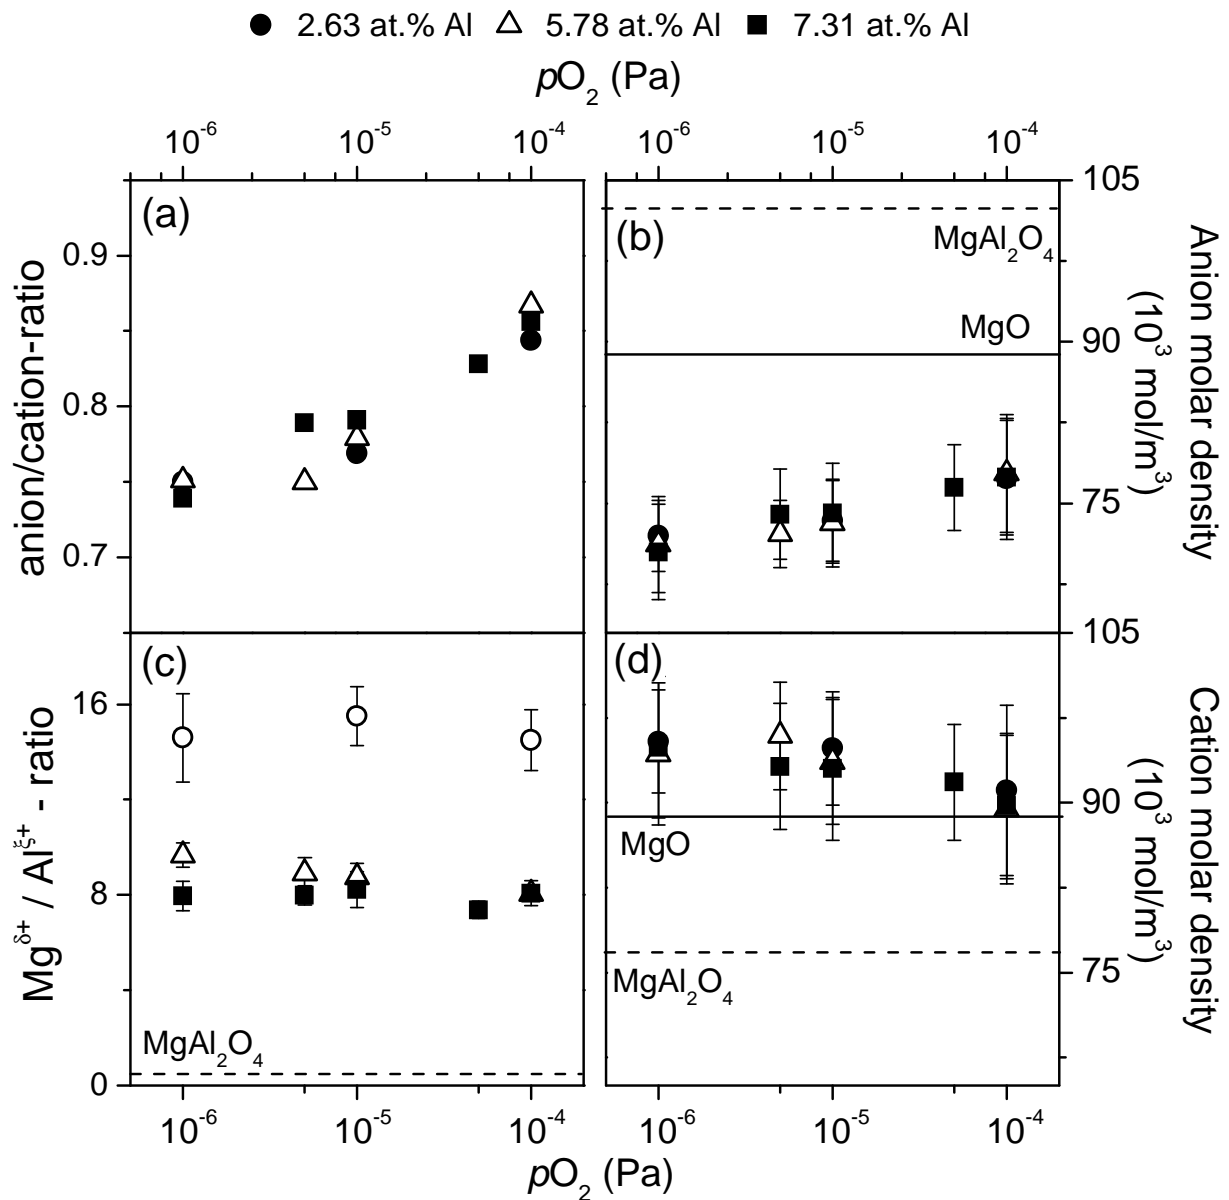 2.63 at.% Al 5.78 at.% Al 7.31 at.% Al
pO₂ (Pa)
10⁻⁶ 10⁻⁵ 10⁻⁴ 10⁻⁶ 10⁻⁵ 10⁻⁴
(a)
0.9
0.8
0.7
anion/cation-ratio
(b)
105
90
75
MgAl₂O₄
MgO
Anion molar density
(10³ mol/m³)
(c)
16
8
0
Mg^δ+ / Al^ξ+ - ratio
MgAl₂O₄
(d)
105
90
75
MgO
MgAl₂O₄
Cation molar density
(10³ mol/m³)
10⁻⁶ 10⁻⁵ 10⁻⁴ 10⁻⁶ 10⁻⁵ 10⁻⁴
pO₂ (Pa)